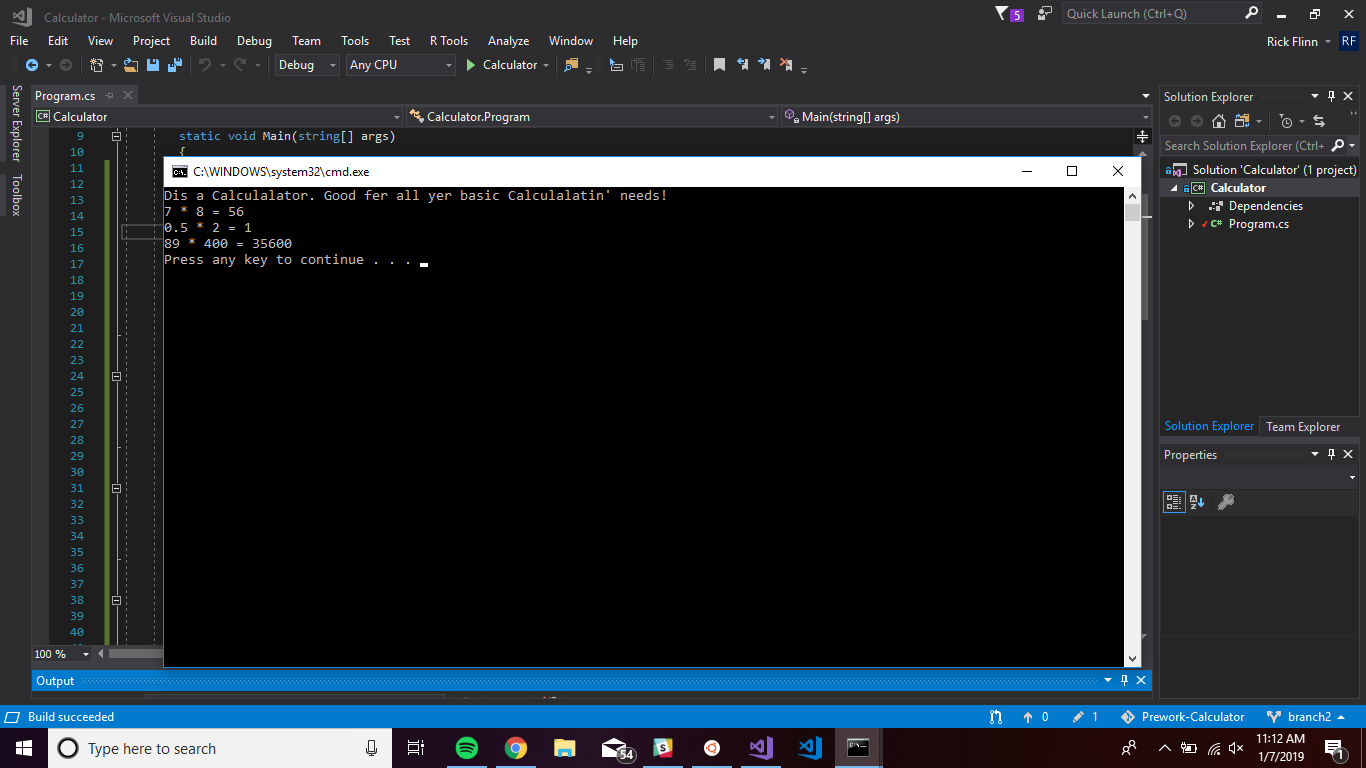 Calculator - Microsoft Visual Studio
5
Quick Launch (Ctrl+Q)
File Edit View Project Build Debug Team Tools Test R Tools Analyze Window Help
Rick Flinn RF
Debug Any CPU Calculator
Server Explorer
Toolbox
Program.cs
Calculator
Calculator.Program
Main(string[] args)
9 static void Main(string[] args)
10 {
11
12
13
14
15
16
17
18
19
20
21
22
23
24
25
26
27
28
29
30
31
32
33
34
35
36
37
38
39
40
C:\WINDOWS\system32\cmd.exe
Dis a Calculalator. Good fer all yer basic Calculalatin' needs!
7 * 8 = 56
0.5 * 2 = 1
89 * 400 = 35600
Press any key to continue . . .
100 %
Output
Solution Explorer
Search Solution Explorer (Ctrl+
Solution 'Calculator' (1 project)
Calculator
Dependencies
C# Program.cs
Solution Explorer Team Explorer
Properties
Build succeeded
0 1 Prework-Calculator branch2
Type here to search
54
11:12 AM
1/7/2019
1